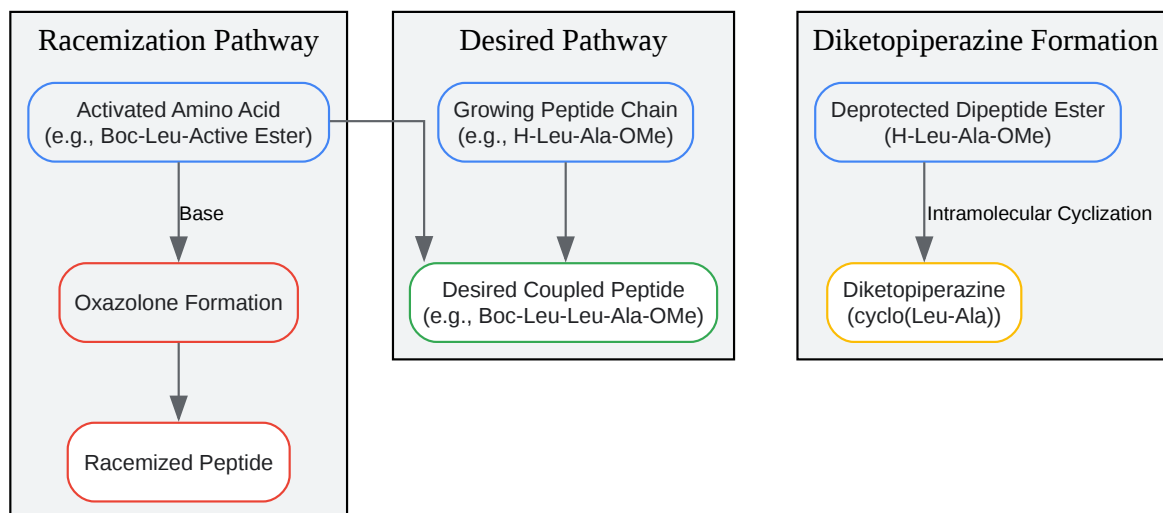 Racemization Pathway
Activated Amino Acid
(e.g., Boc-Leu-Active Ester)
Base
Oxazolone Formation
Racemized Peptide
Desired Pathway
Growing Peptide Chain
(e.g., H-Leu-Ala-OMe)
Desired Coupled Peptide
(e.g., Boc-Leu-Leu-Ala-OMe)
Diketopiperazine Formation
Deprotected Dipeptide Ester
(H-Leu-Ala-OMe)
Intramolecular Cyclization
Diketopiperazine
(cyclo(Leu-Ala))